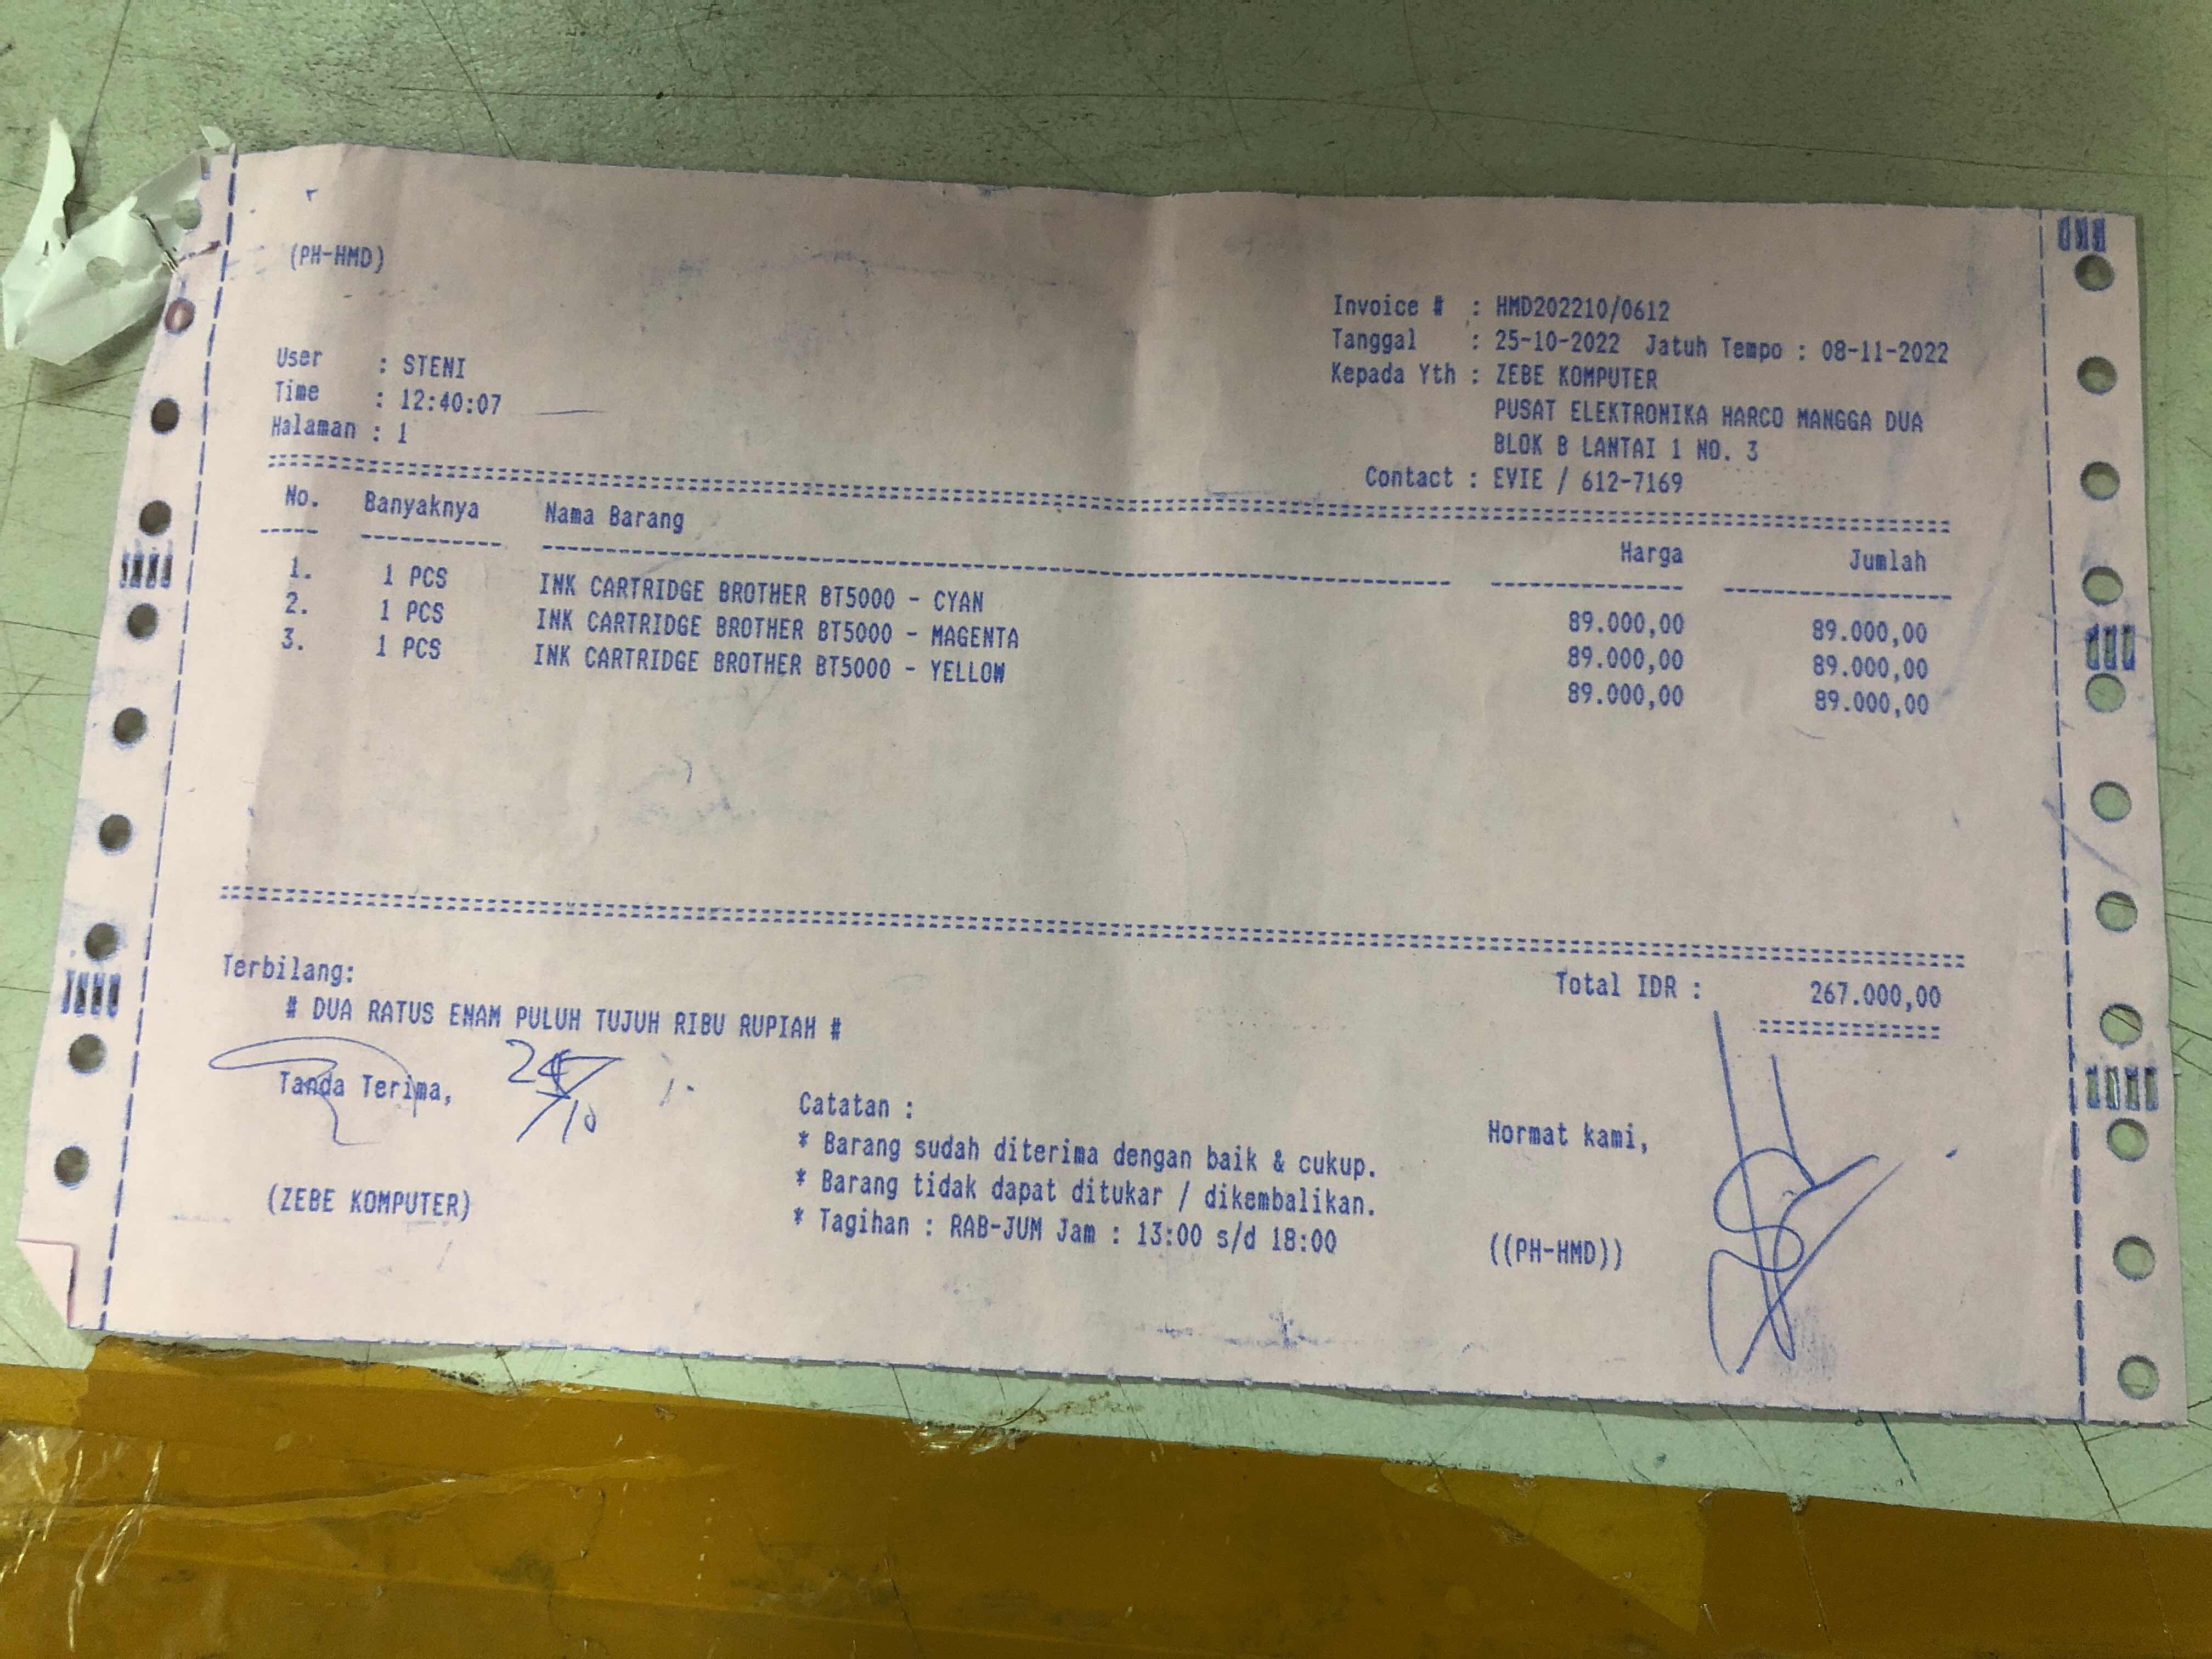 (PH-HMD)
Invoice # : HMD202210/0612
Tanggal : 25-10-2022 Jatuh Tempo : 08-11-2022
Kepada Yth : ZEBE KOMPUTER
PUSAT ELEKTRONIKA HARCO MANGGA DUA
BLOK B LANTAI 1 NO. 3
Contact : EVIE / 612-7169
User : STENI
Time : 12:40:07
Halaman : 1
No. Banyaknya Nama Barang Harga Jumlah
1. 1 PCS INK CARTRIDGE BROTHER BT5000 - CYAN 89.000,00 89.000,00
2. 1 PCS INK CARTRIDGE BROTHER BT5000 - MAGENTA 89.000,00 89.000,00
3. 1 PCS INK CARTRIDGE BROTHER BT5000 - YELLOW 89.000,00 89.000,00
Terbilang: Total IDR : 267.000,00
# DUA RATUS ENAM PULUH TUJUH RIBU RUPIAH #
Tanda Terima,
(ZEBE KOMPUTER)
Catatan :
* Barang sudah diterima dengan baik & cukup.
* Barang tidak dapat ditukar / dikembalikan.
* Tagihan : RAB-JUM Jam : 13:00 s/d 18:00
Hormat kami,
((PH-HMD))